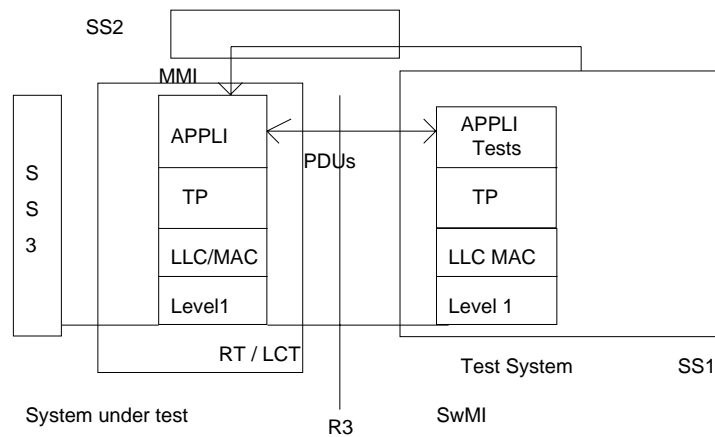 SS2
MMI
APPLI
TP
LLC/MAC
Level1
S
S
3
RT / LCT
System under test
PDUs
R3
APPLI
Tests
TP
LLC MAC
Level 1
Test System
SS1
SwMI